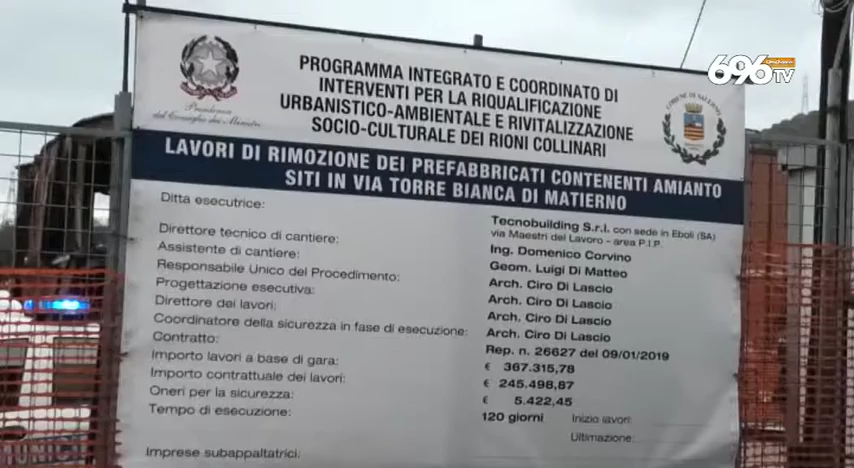 696
TV
Presidenza
del Consiglio dei Ministri
COMUNE DI SALERNO
PROGRAMMA INTEGRATO E COORDINATO DI
INTERVENTI PER LA RIQUALIFICAZIONE
URBANISTICO-AMBIENTALE E RIVITALIZZAZIONE
SOCIO-CULTURALE DEI RIONI COLLINARI
LAVORI DI RIMOZIONE DEI PREFABBRICATI CONTENENTI AMIANTO
SITI IN VIA TORRE BIANCA DI MATIERNO
Ditta esecutrice: Tecnobuilding S.r.l. con sede in Eboli (SA)
via Maestri del Lavoro - area P.I.P.
Direttore tecnico di cantiere: Ing. Domenico Corvino
Assistente di cantiere: Geom. Luigi Di Matteo
Responsabile Unico del Procedimento: Arch. Ciro Di Lascio
Progettazione esecutiva: Arch. Ciro Di Lascio
Direttore dei lavori: Arch. Ciro Di Lascio
Coordinatore della sicurezza in fase di esecuzione: Arch. Ciro Di Lascio
Contratto: Rep. n. 26627 del 09/01/2019
Importo lavori a base di gara: € 367.315,78
Importo contrattuale dei lavori: € 245.498,87
Oneri per la sicurezza: € 5.422,45
Tempo di esecuzione: 120 giorni Inizio lavori:
Ultimazione:
Imprese subappaltatrici:
MUNIC